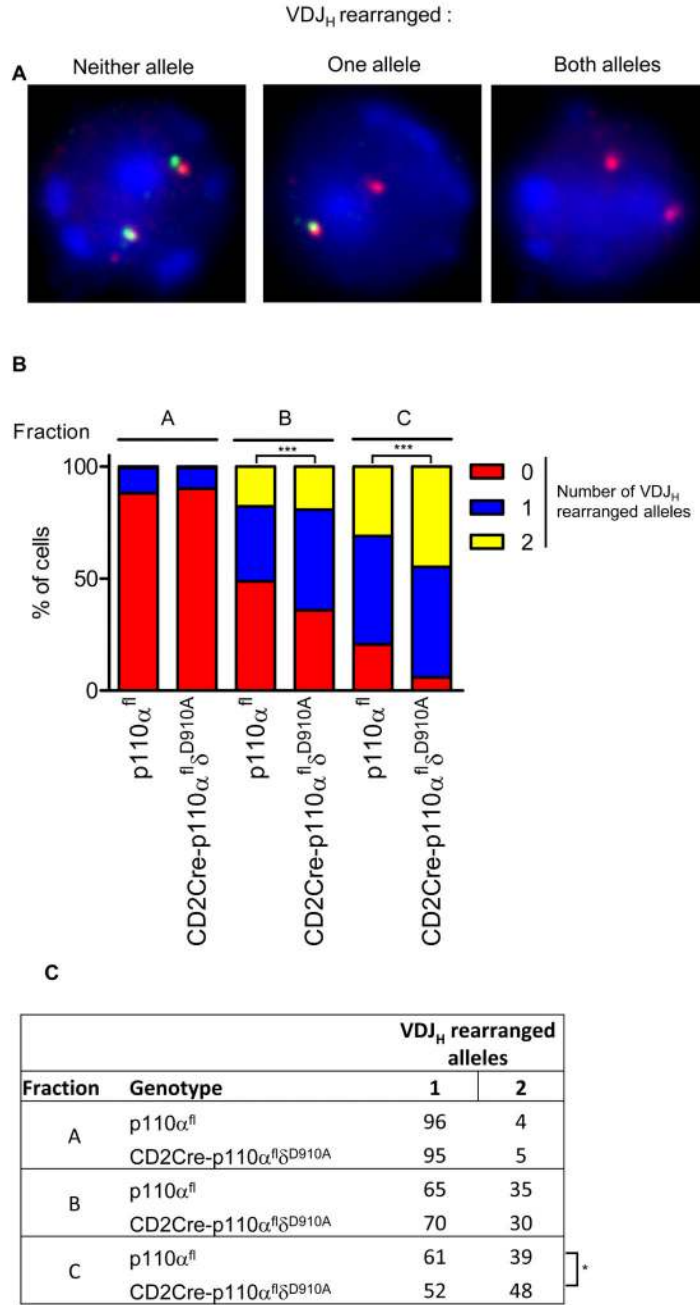 VDJH rearranged :
A
Neither allele
One allele
Both alleles
B
Fraction
A
B
C
***
***
100
50
0
% of cells
0
1
2
Number of VDJH
rearranged alleles
p110αfl
CD2Cre-p110αflδD910A
p110αfl
CD2Cre-p110αflδD910A
p110αfl
CD2Cre-p110αflδD910A
C
VDJH rearranged
alleles
Fraction Genotype 1 2
A
p110αfl 96 4
CD2Cre-p110αflδD910A 95 5
B
p110αfl 65 35
CD2Cre-p110αflδD910A 70 30
C
p110αfl 61 39
CD2Cre-p110αflδD910A 52 48
*